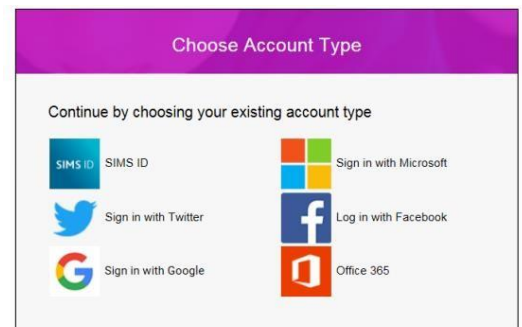 Choose Account Type
Continue by choosing your existing account type
SIMS ID SIMS ID
Sign in with Microsoft
Sign in with Twitter
Log in with Facebook
Sign in with Google
Office 365